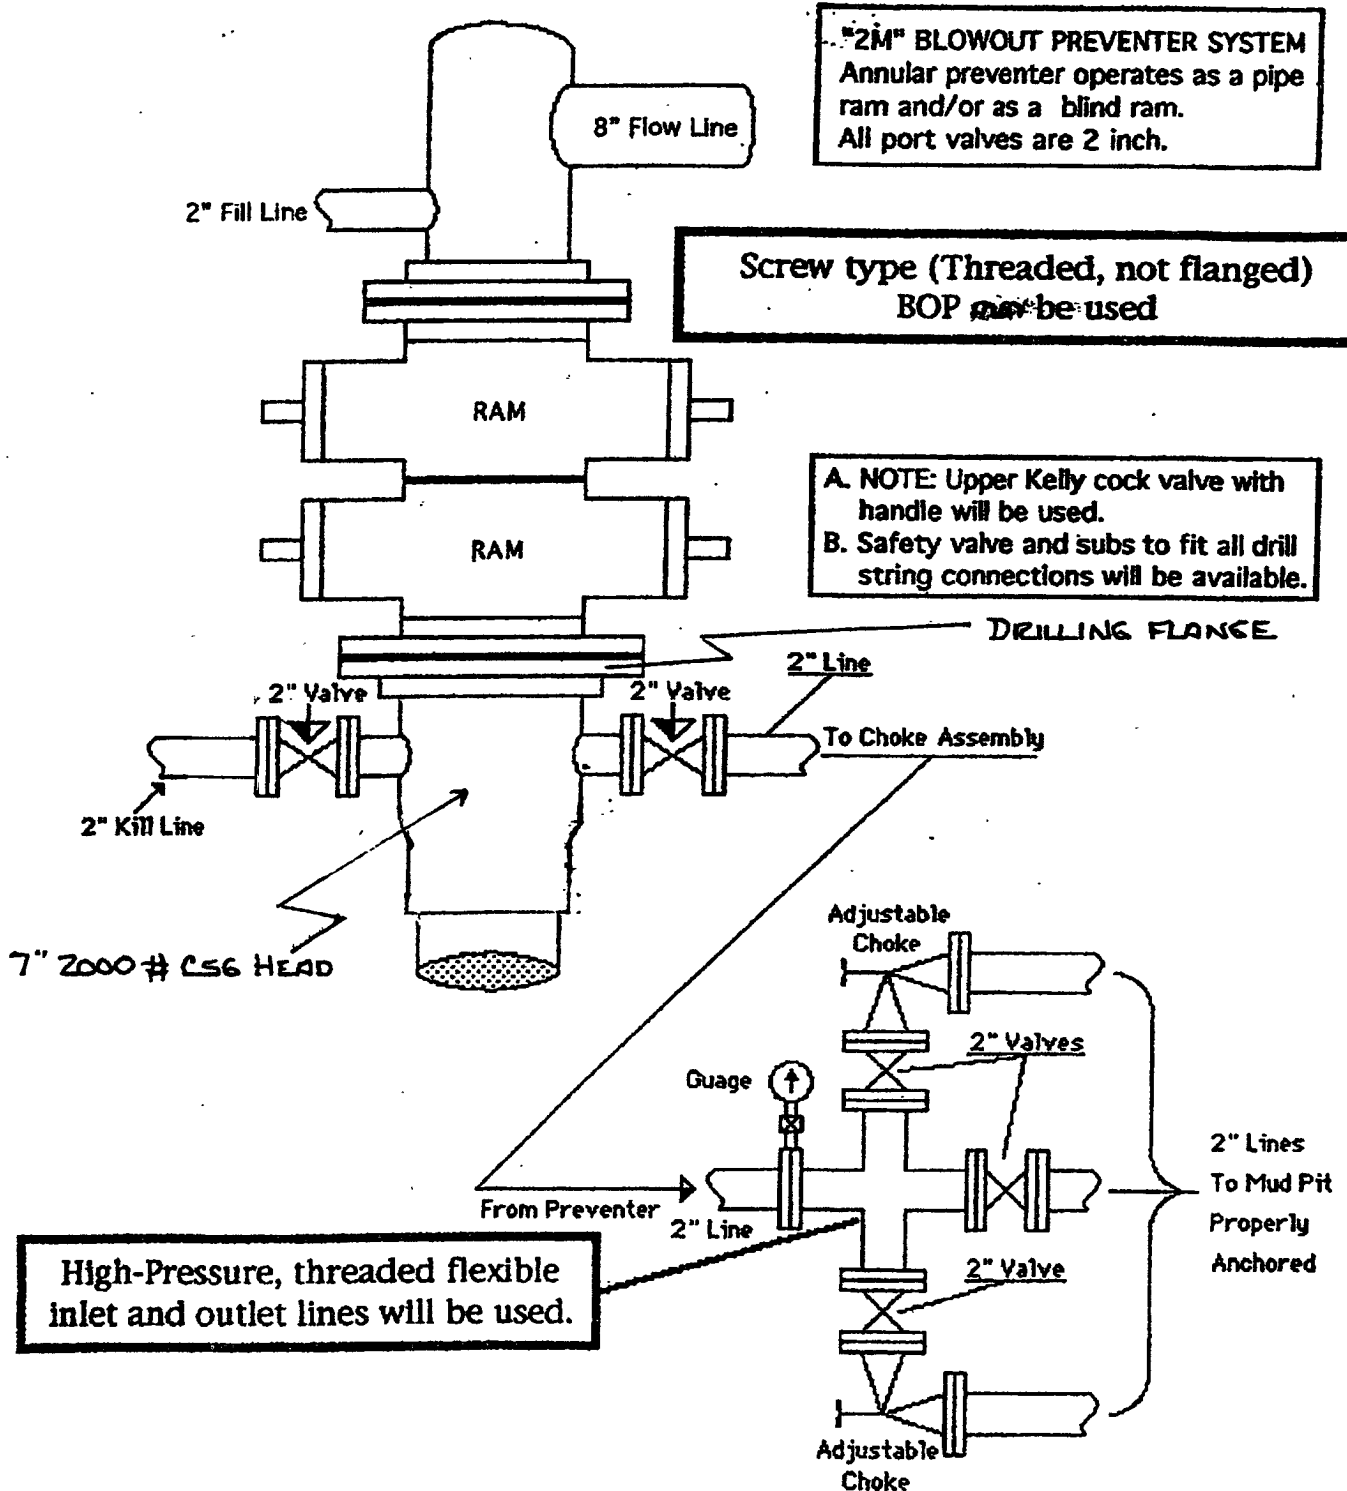 "2M" BLOWOUT PREVENTER SYSTEM
Annular preventer operates as a pipe
ram and/or as a blind ram.
All port valves are 2 inch.
8" Flow Line
2" Fill Line
Screw type (Threaded, not flanged)
BOP may be used
RAM
A. NOTE: Upper Kelly cock valve with
handle will be used.
B. Safety valve and subs to fit all drill
string connections will be available.
RAM
DRILLING FLANGE
2" Line
2" Valve
2" Valve
To Choke Assembly
2" Kill Line
7" 2000 # CSG HEAD
Adjustable
Choke
2" Valves
Guage
2" Lines
To Mud Pit
Properly
Anchored
From Preventer
2" Line
High-Pressure, threaded flexible
inlet and outlet lines will be used.
2" Valve
Adjustable
Choke